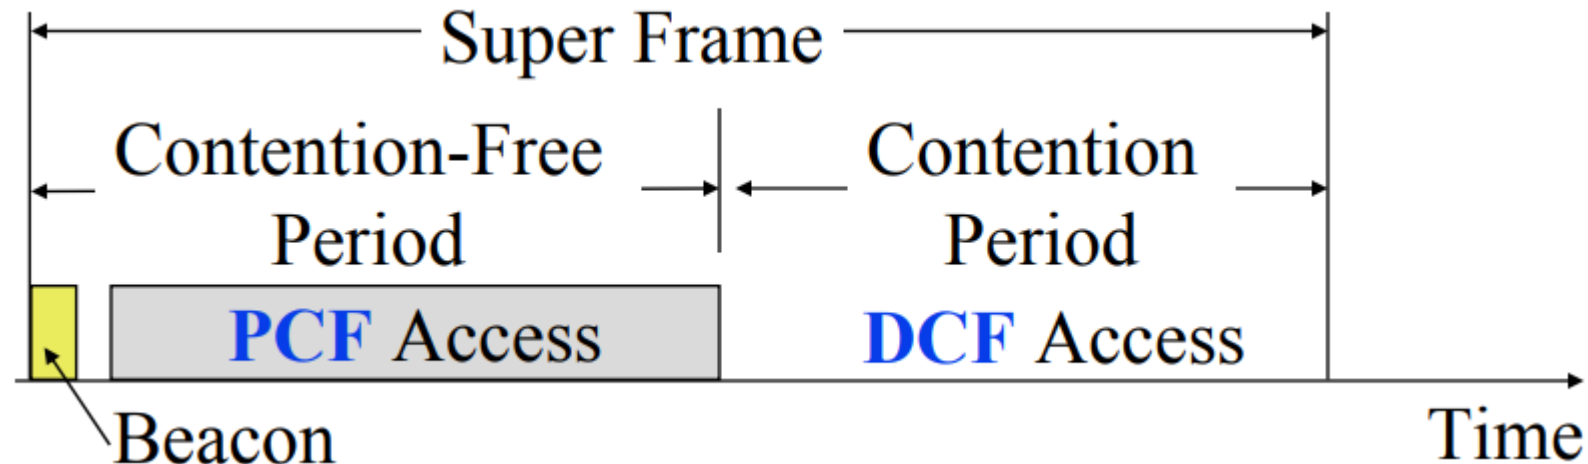 Super Frame
Contention-Free
Period
Contention
Period
PCF Access
DCF Access
Beacon
Time